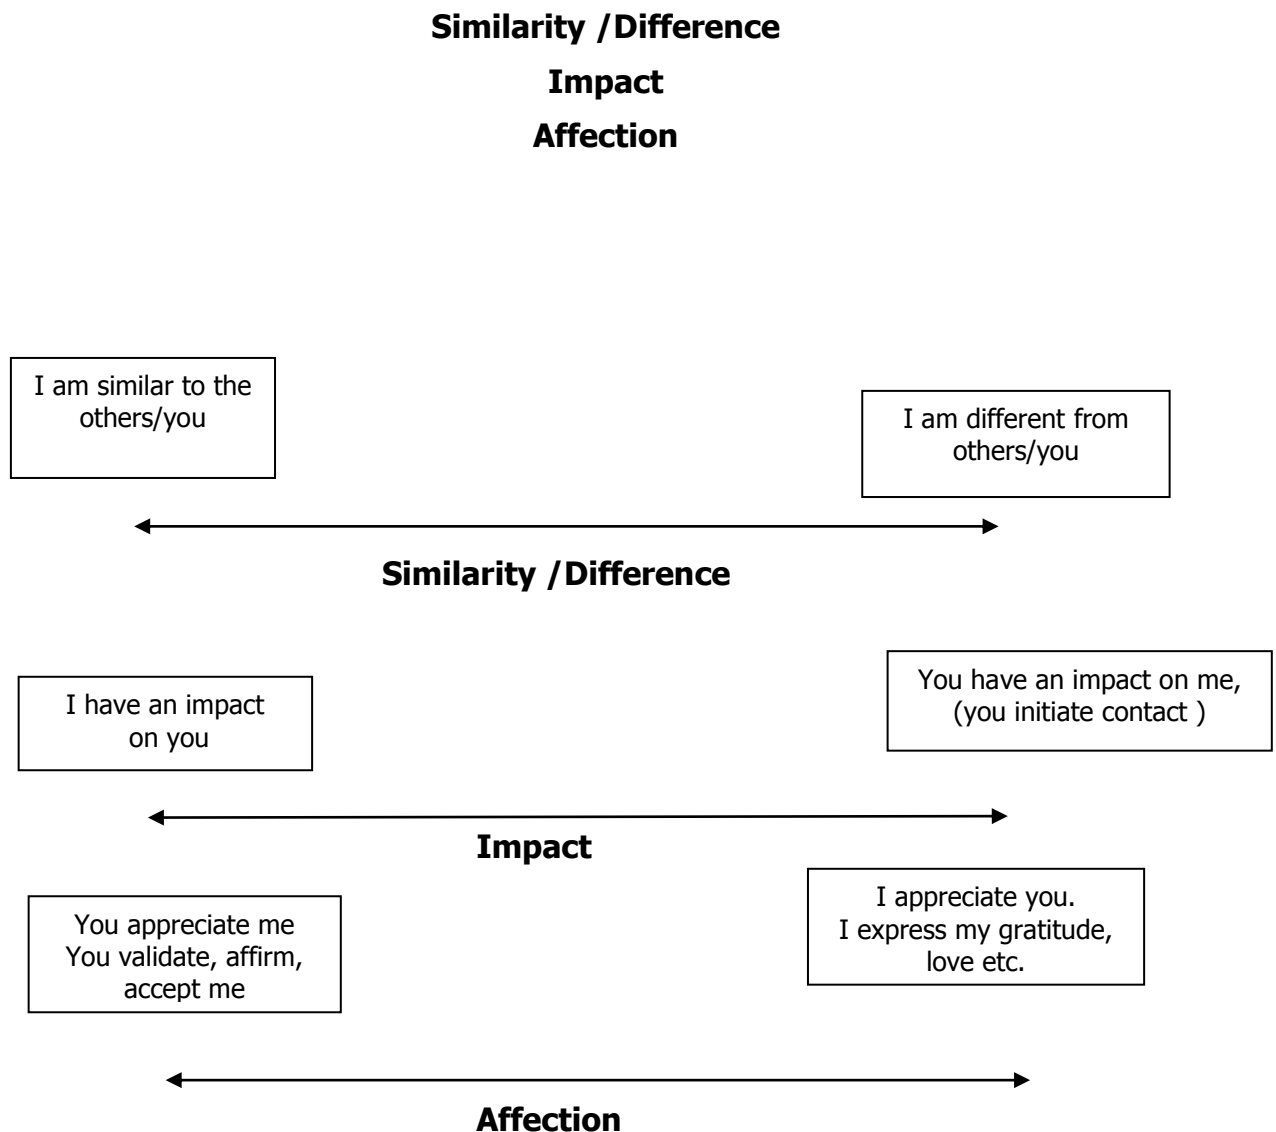 Similarity /Difference
Impact
Affection
I am similar to the
others/you
I am different from
others/you
Similarity /Difference
I have an impact
on you
You have an impact on me,
(you initiate contact )
Impact
You appreciate me
You validate, affirm,
accept me
I appreciate you.
I express my gratitude,
love etc.
Affection